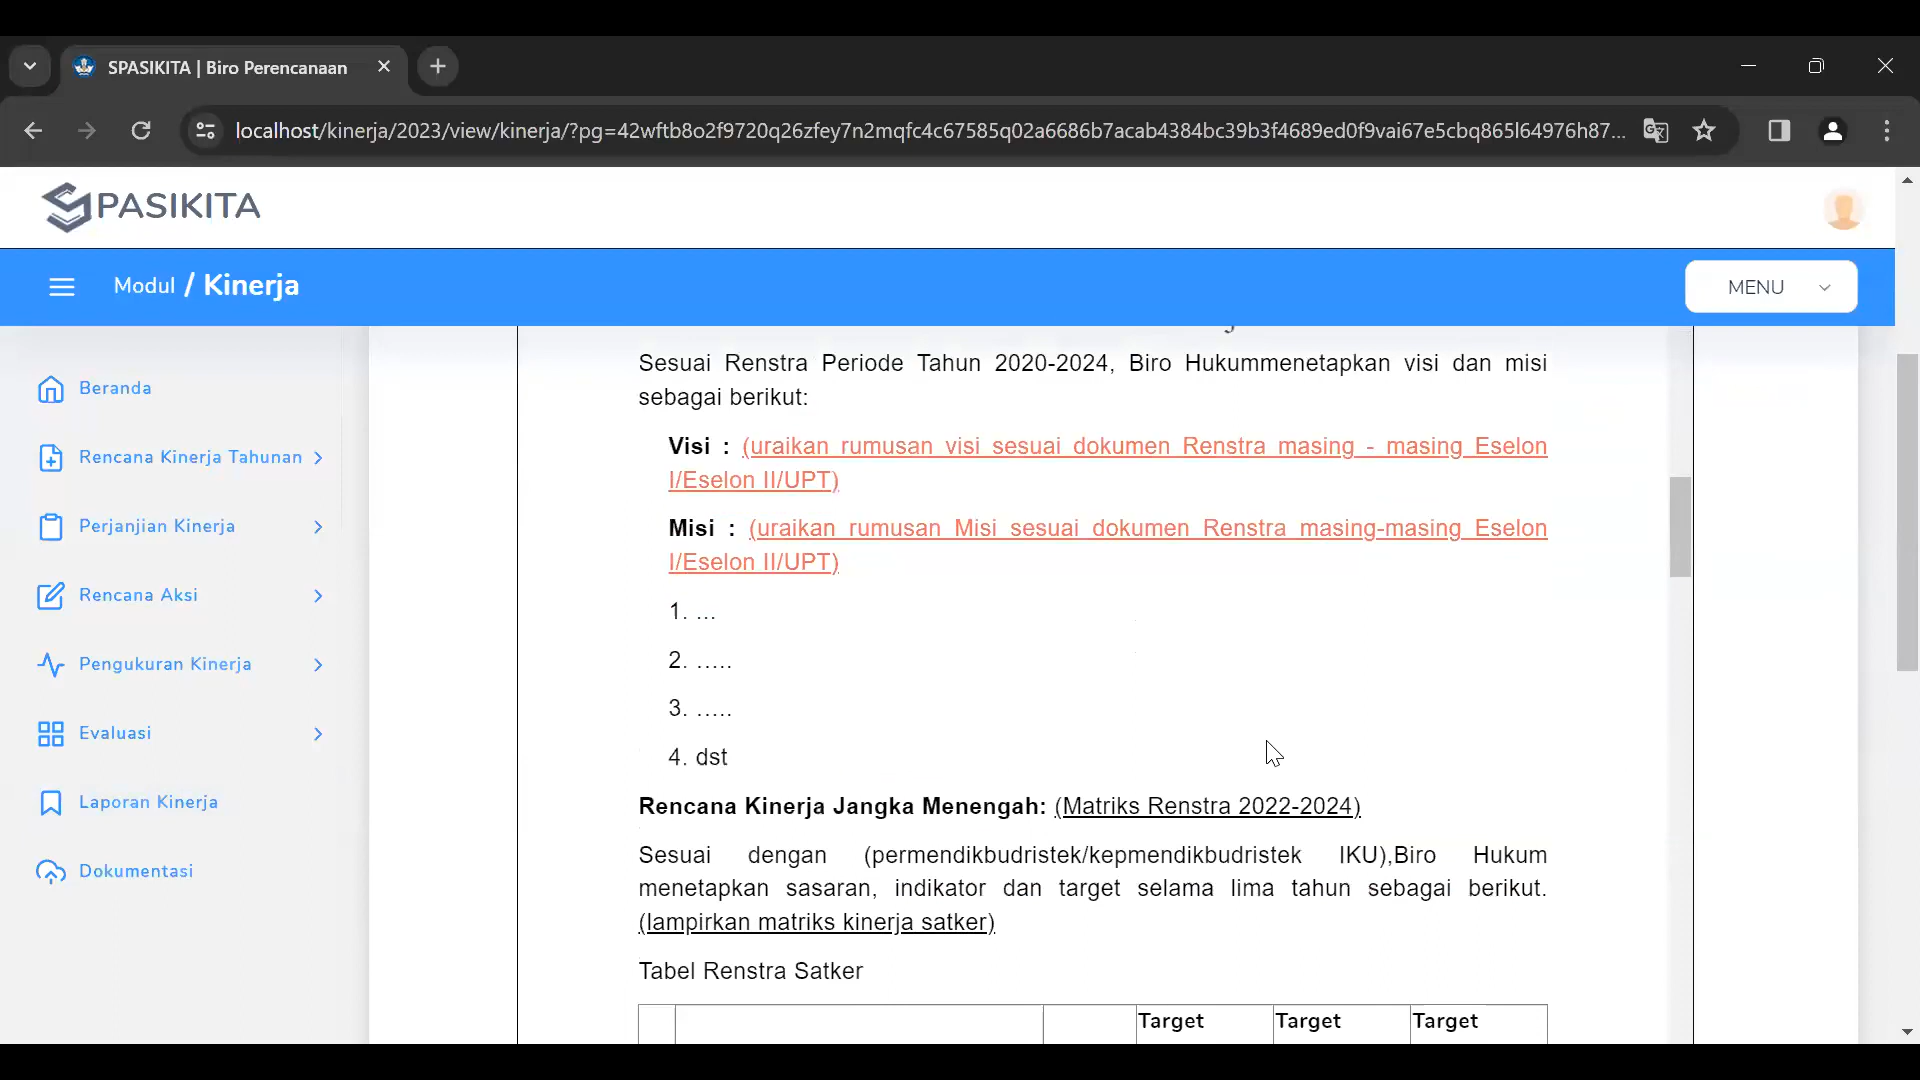 SPASIKITA | Biro Perencanaan
localhost/kinerja/2023/view/kinerja/?pg=42wftb8o2f9720q26zfey7n2mqfc4c67585q02a6686b7acab4384bc39b3f4689ed0f9vai67e5cbq865l64976h87...
SPASIKITA
Modul / Kinerja
MENU
Beranda
Rencana Kinerja Tahunan
Perjanjian Kinerja
Rencana Aksi
Pengukuran Kinerja
Evaluasi
Laporan Kinerja
Dokumentasi
Sesuai Renstra Periode Tahun 2020-2024, Biro Hukummenetapkan visi dan misi
sebagai berikut:
Visi : (uraikan rumusan visi sesuai dokumen Renstra masing - masing Eselon
I/Eselon II/UPT)
Misi : (uraikan rumusan Misi sesuai dokumen Renstra masing-masing Eselon
I/Eselon II/UPT)
1. ...
2. .....
3. .....
4. dst
Rencana Kinerja Jangka Menengah: (Matriks Renstra 2022-2024)
Sesuai dengan (permendikbudristek/kepmendikbudristek IKU),Biro Hukum
menetapkan sasaran, indikator dan target selama lima tahun sebagai berikut.
(lampirkan matriks kinerja satker)
Tabel Renstra Satker
Target Target Target